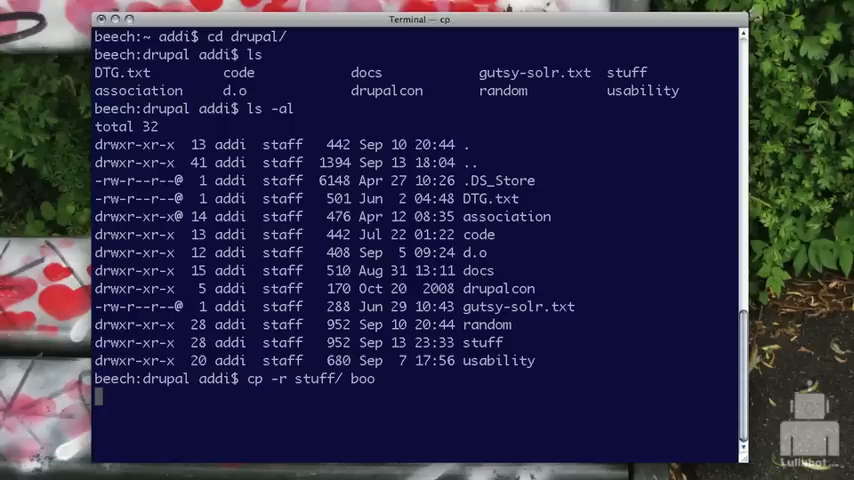 Terminal — cp
beech:~ addi$ cd drupal/
beech:drupal addi$ ls
DTG.txt code docs gutsy-solr.txt stuff
association d.o drupalcon random usability
beech:drupal addi$ ls -al
total 32
drwxr-xr-x 13 addi staff 442 Sep 10 20:44 .
drwxr-xr-x 41 addi staff 1394 Sep 13 18:04 ..
-rw-r--r--@ 1 addi staff 6148 Apr 27 10:26 .DS_Store
-rw-r--r--@ 1 addi staff 501 Jun 2 04:48 DTG.txt
drwxr-xr-x@ 14 addi staff 476 Apr 12 08:35 association
drwxr-xr-x 13 addi staff 442 Jul 22 01:22 code
drwxr-xr-x 12 addi staff 408 Sep 5 09:24 d.o
drwxr-xr-x 15 addi staff 510 Aug 31 13:11 docs
drwxr-xr-x 5 addi staff 170 Oct 20 2008 drupalcon
-rw-r--r--@ 1 addi staff 288 Jun 29 10:43 gutsy-solr.txt
drwxr-xr-x 28 addi staff 952 Sep 10 20:44 random
drwxr-xr-x 28 addi staff 952 Sep 13 23:33 stuff
drwxr-xr-x 20 addi staff 680 Sep 7 17:56 usability
beech:drupal addi$ cp -r stuff/ boo
Lullabot.com